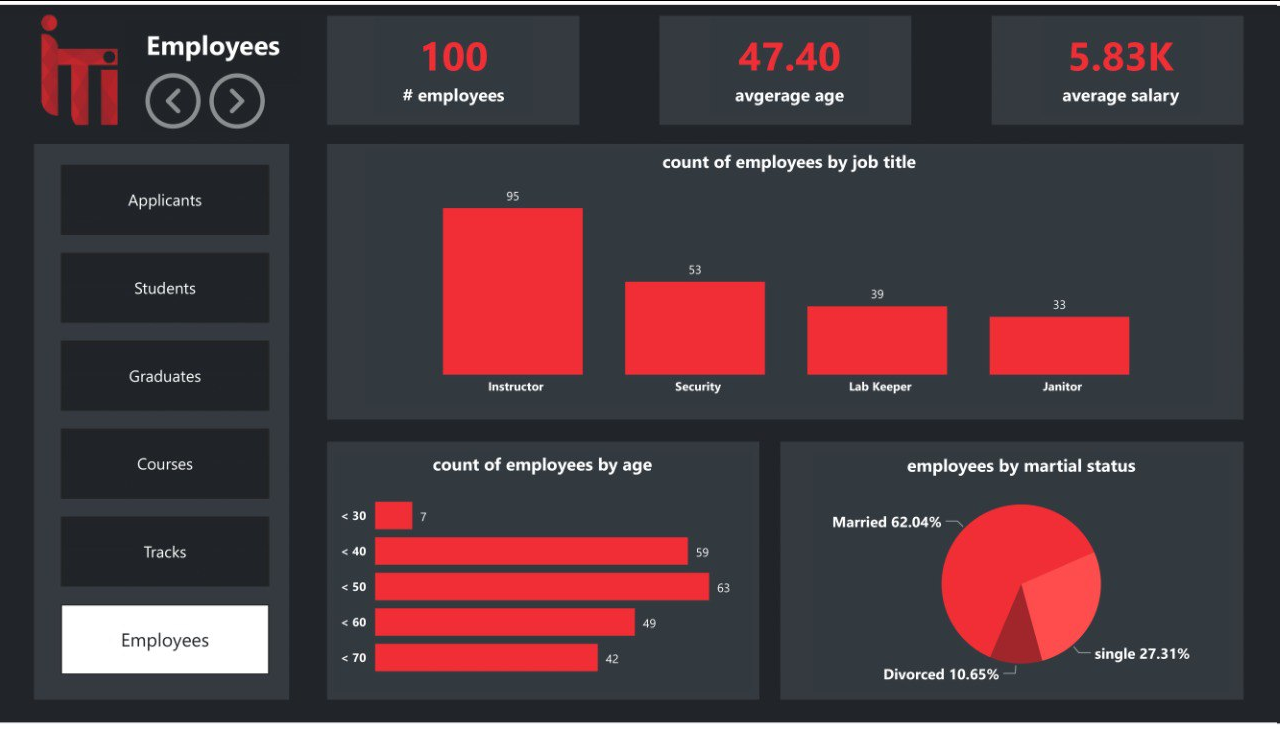 iTi
Employees
100
# employees
47.40
avgerage age
5.83K
average salary
Applicants
Students
Graduates
Courses
Tracks
Employees
count of employees by job title
95
53
39
33
Instructor
Security
Lab Keeper
Janitor
count of employees by age
< 30 7
< 40 59
< 50 63
< 60 49
< 70 42
employees by martial status
Married 62.04%
single 27.31%
Divorced 10.65%